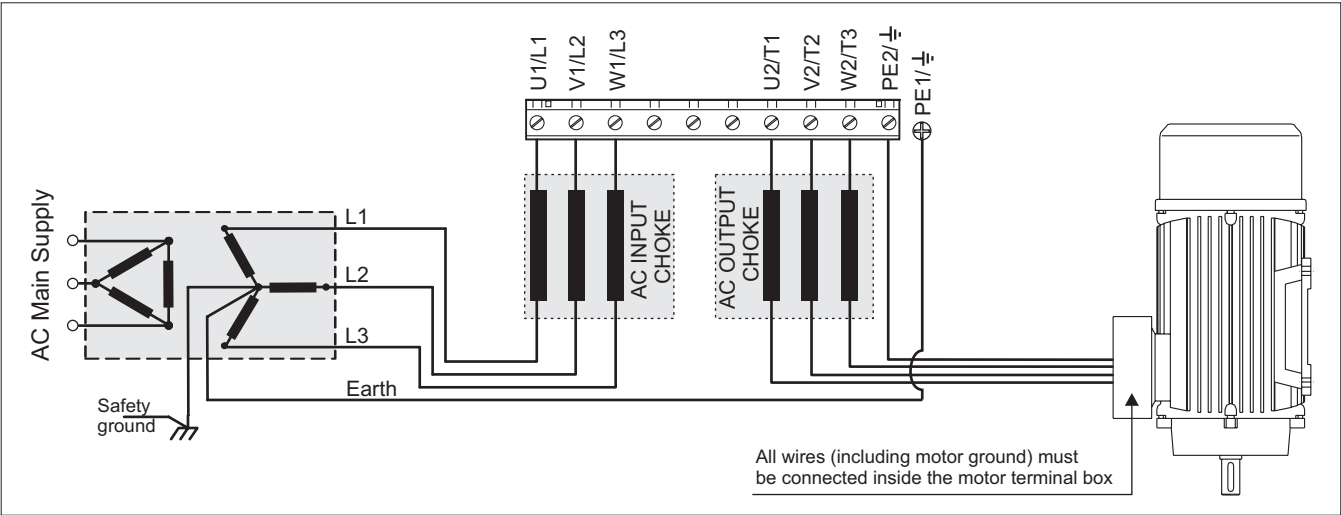 U1/L1
V1/L2
W1/L3
U2/T1
V2/T2
W2/T3
PE2/⏚
PE1/⏚
AC Main Supply
L1
L2
L3
Earth
Safety
ground
AC INPUT
CHOKE
AC OUTPUT
CHOKE
All wires (including motor ground) must
be connected inside the motor terminal box